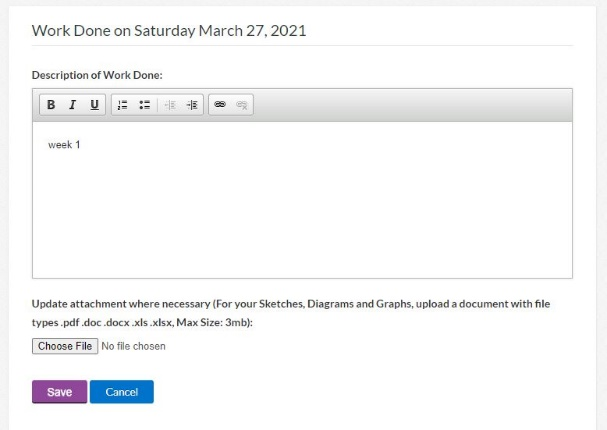 Work Done on Saturday March 27, 2021
Description of Work Done:
B I U
week 1
Update attachment where necessary (For your Sketches, Diagrams and Graphs, upload a document with file
types .pdf .doc .docx .xls .xlsx, Max Size: 3mb):
Choose File No file chosen
Save Cancel